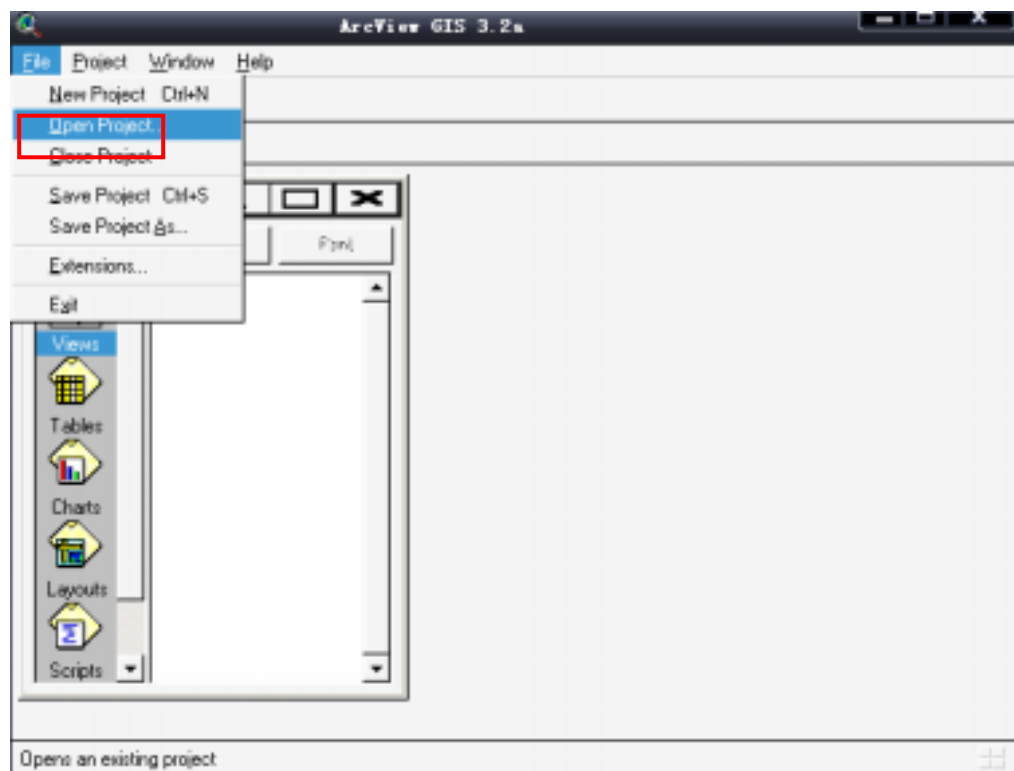 ArcView GIS 3.2a
File Project Window Help
New Project Ctrl+N
Open Project...
Close Project
Save Project Ctrl+S
Save Project As...
Extensions...
Exit
Print
Views
Tables
Charts
Layouts
Scripts
Opens an existing project